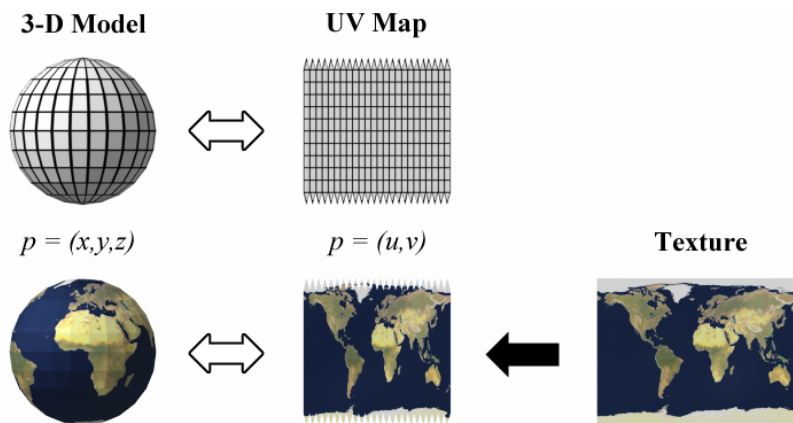 3-D Model
UV Map
p = (x,y,z)
p = (u,v)
Texture